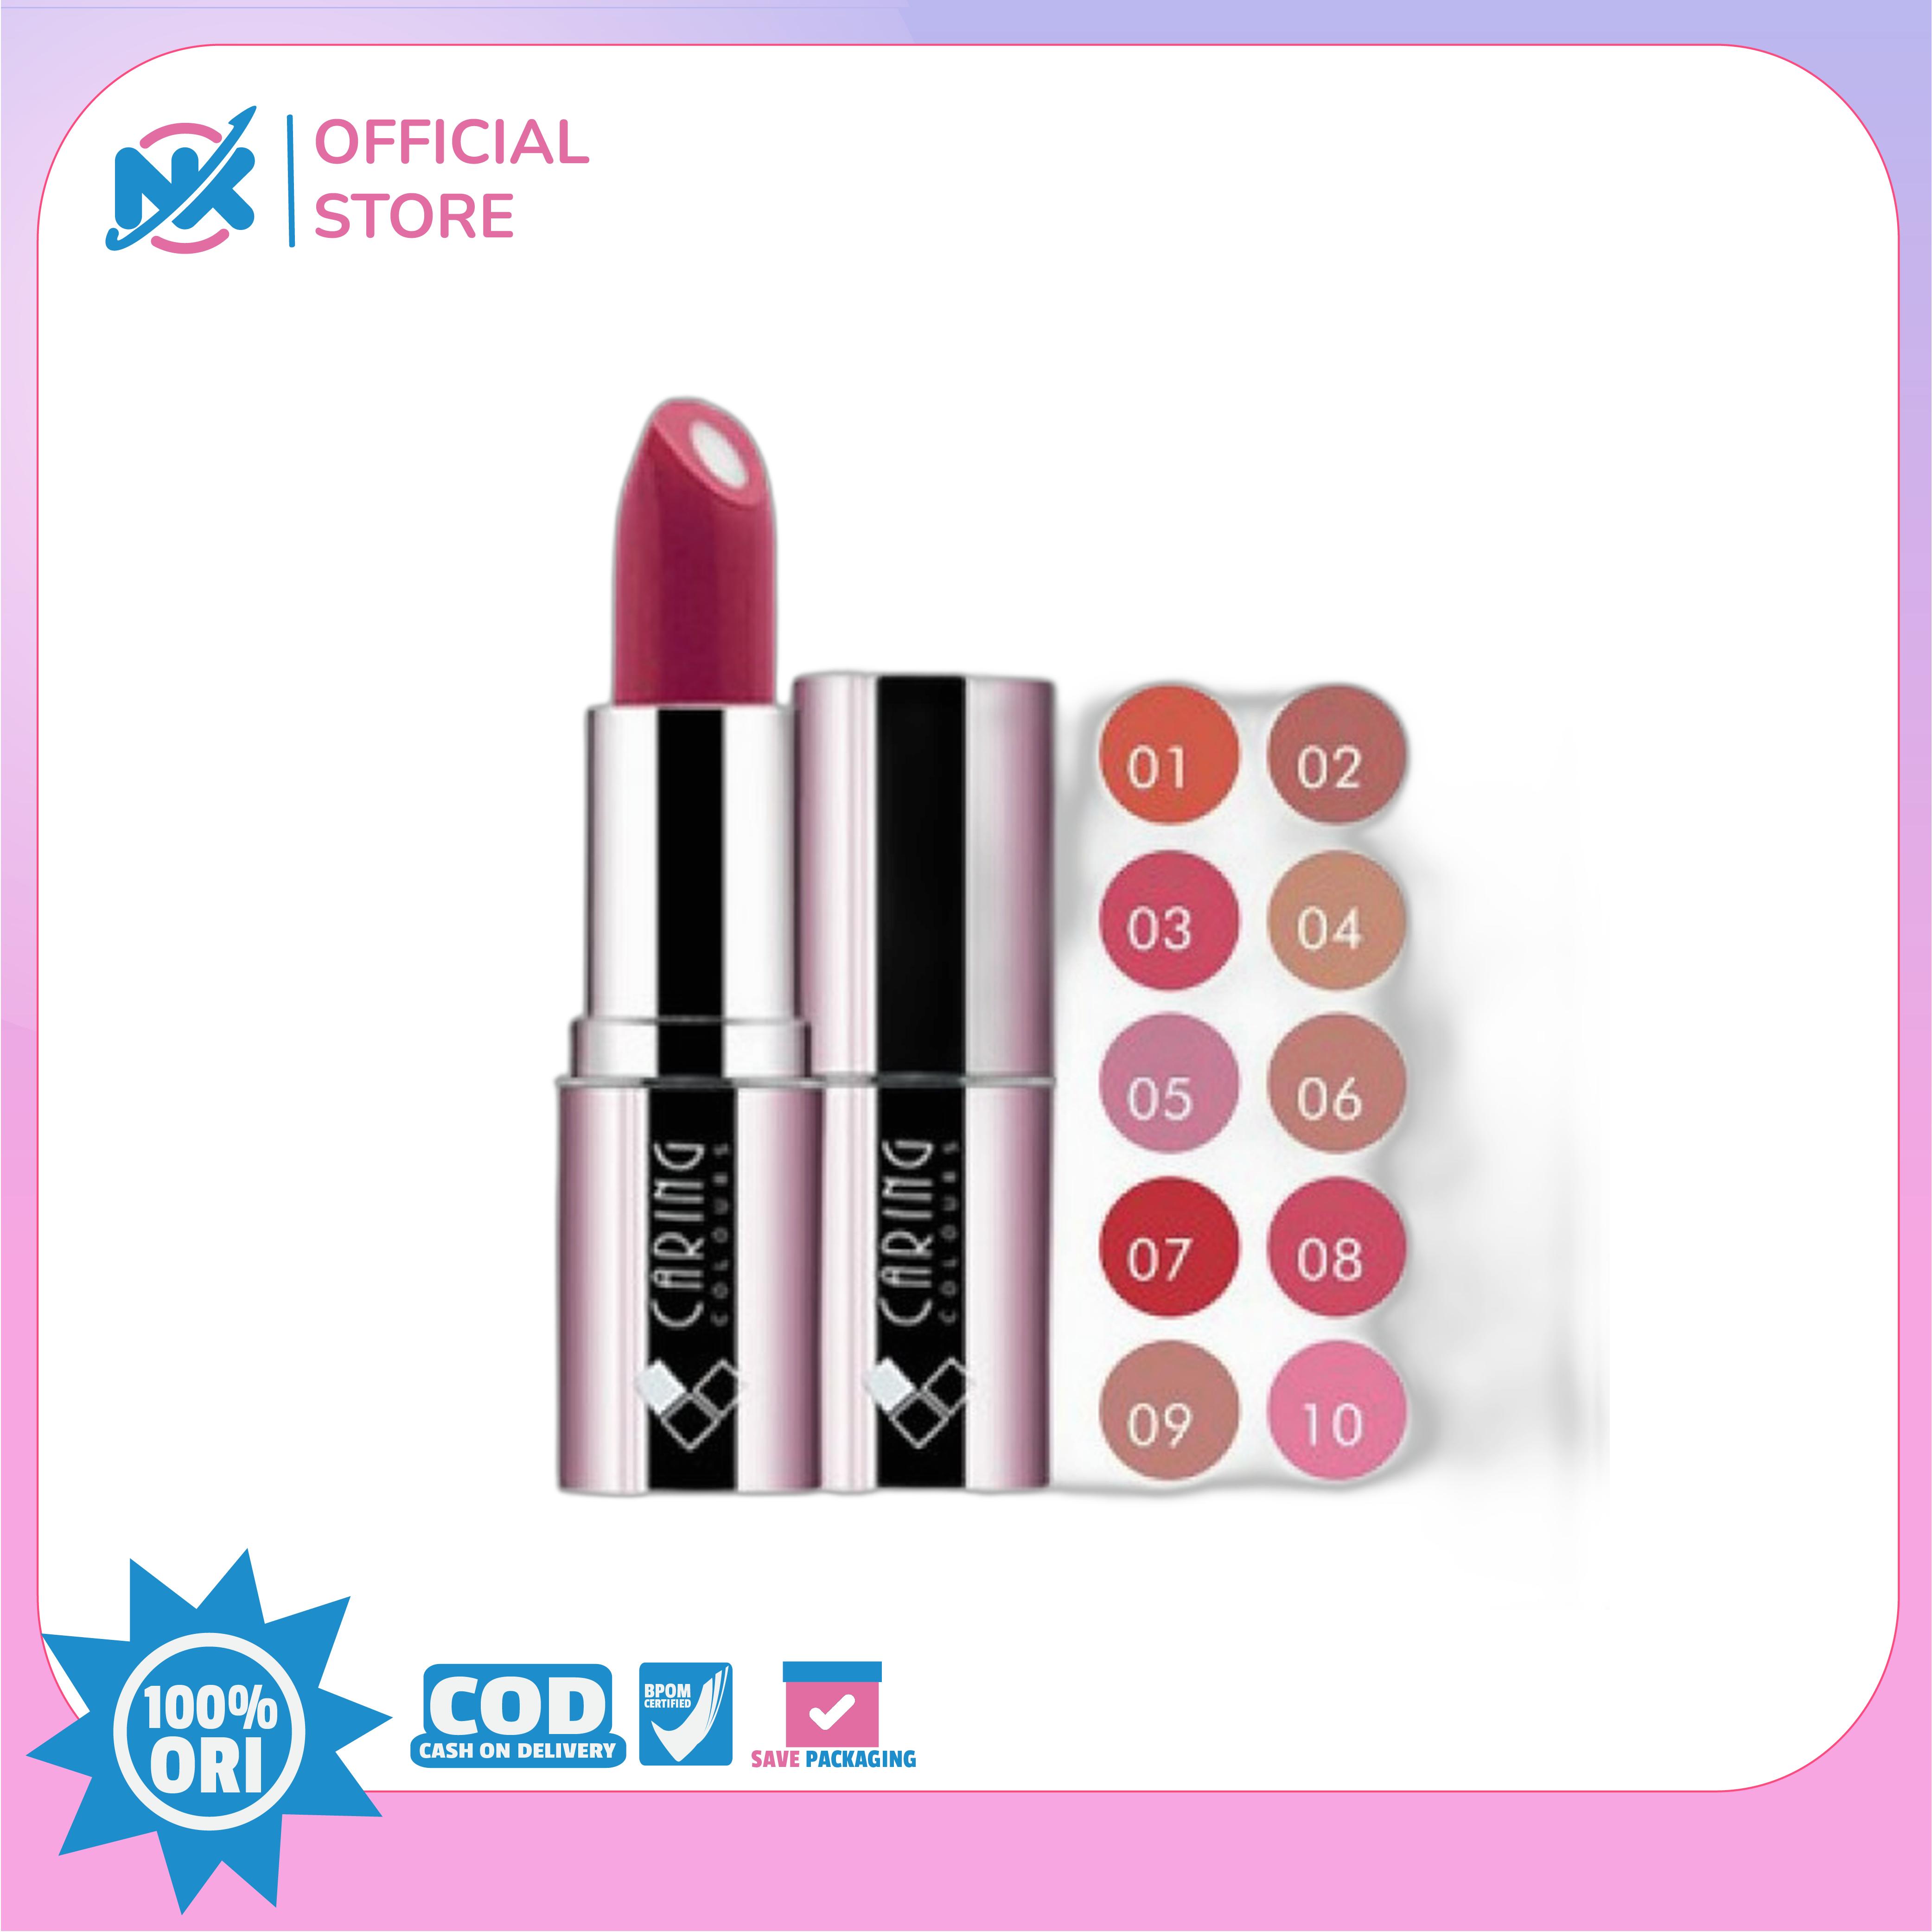 NK
OFFICIAL
STORE
CARING
COLOURS
CARING
COLOURS
01
02
03
04
05
06
07
08
09
10
100%
ORI
COD
CASH ON DELIVERY
BPOM
CERTIFIED
SAVE PACKAGING